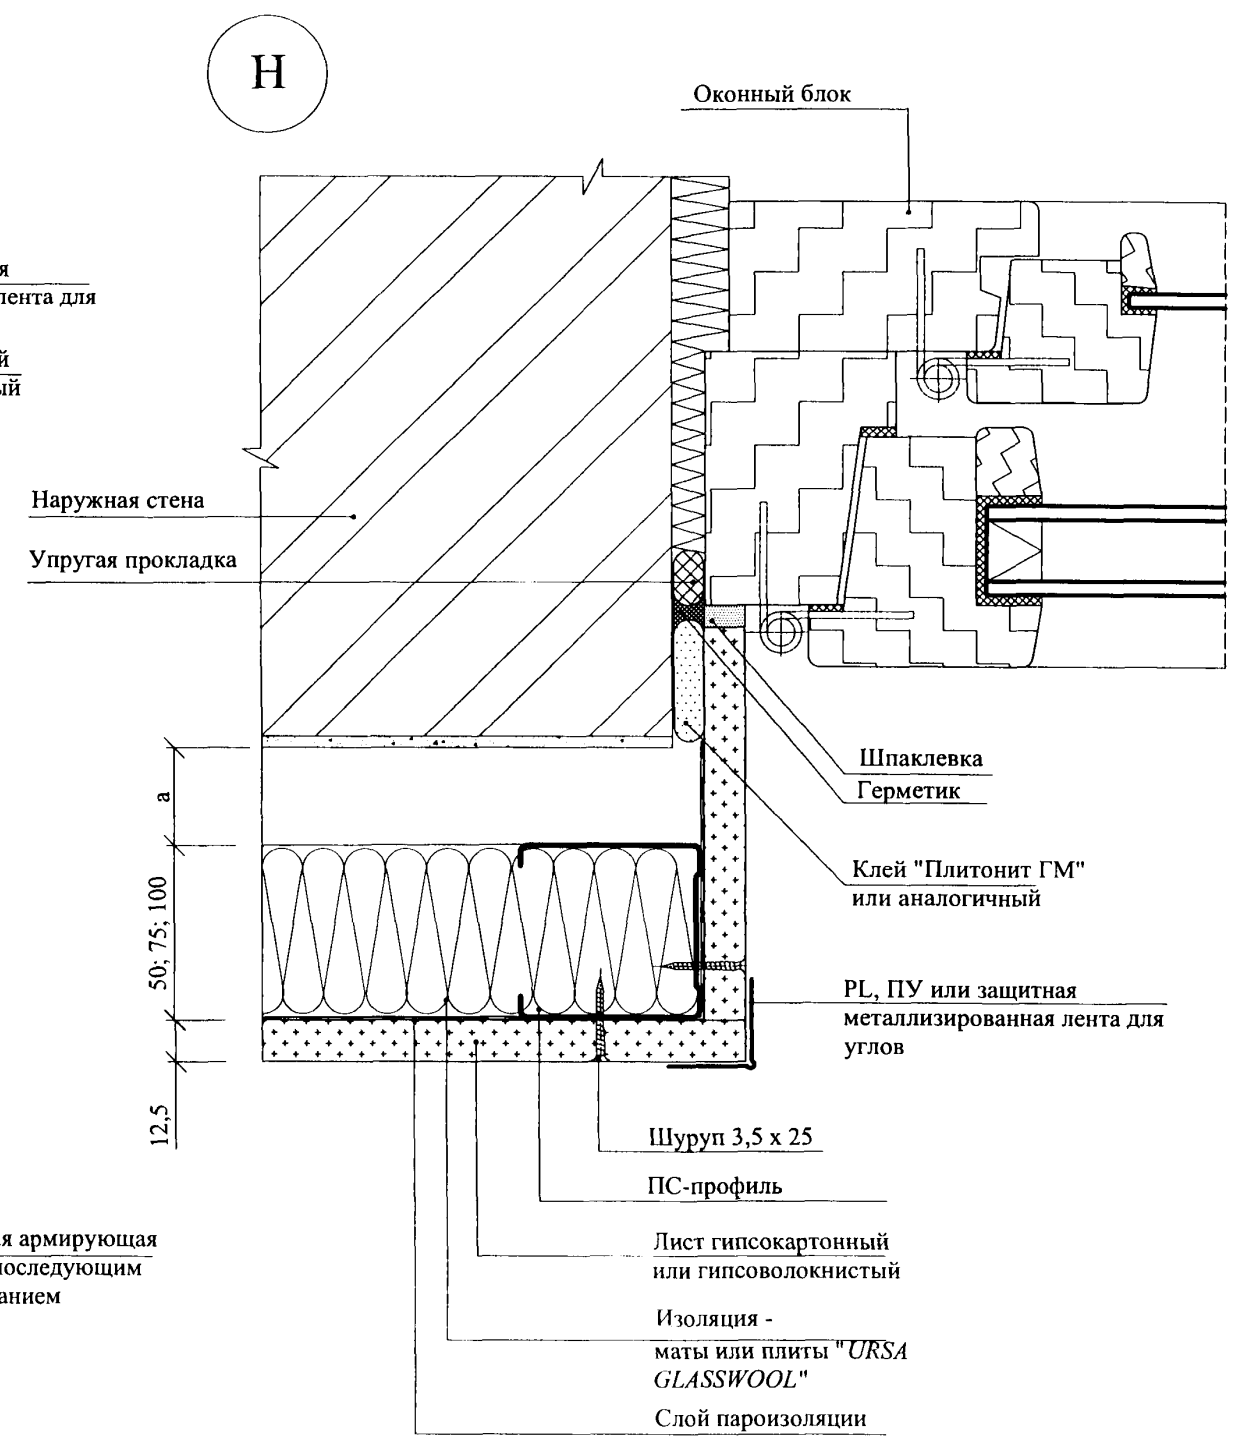 Н
Оконный блок
я
лента для
й
ый
Наружная стена
Упругая прокладка
а
50; 75; 100
12,5
Шпаклевка
Герметик
Клей "Плитонит ГМ"
или аналогичный
PL, ПУ или защитная
металлизированная лента для
углов
Шуруп 3,5 х 25
ПС-профиль
Лист гипсокартонный
или гипсоволокнистый
Изоляция -
маты или плиты "URSA
GLASSWOOL"
Слой пароизоляции
я армирующая
последующим
анием